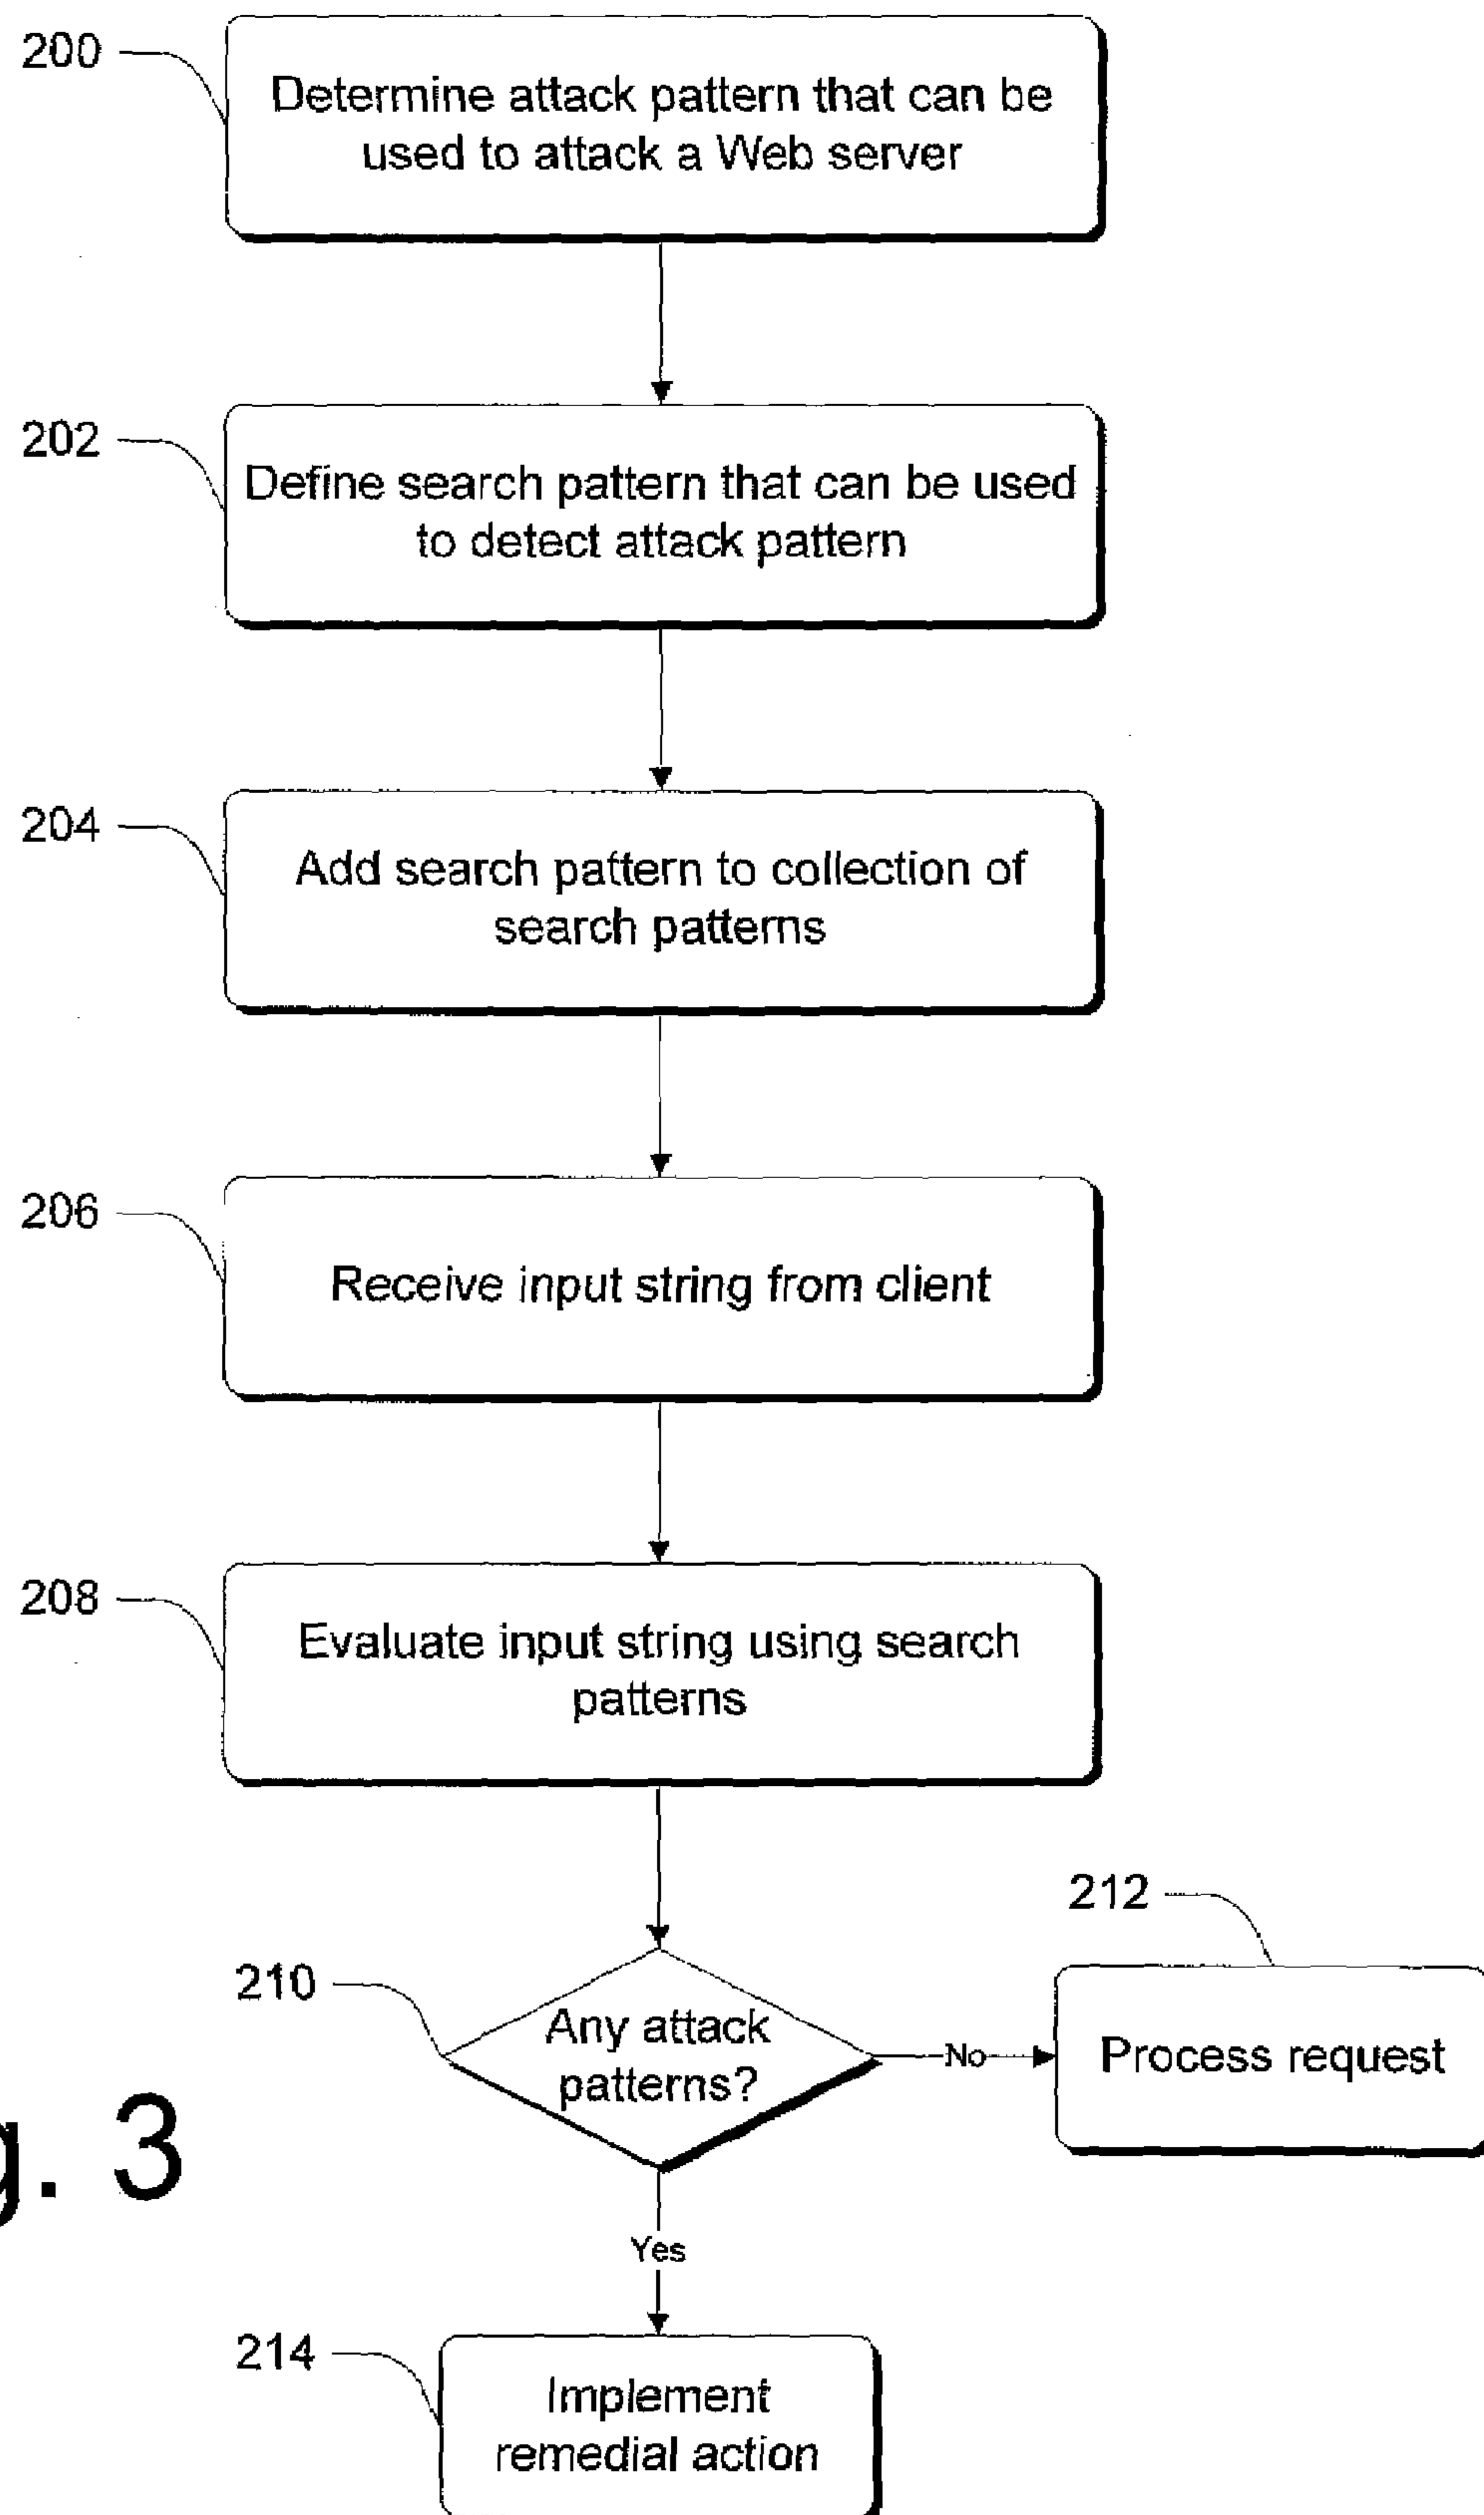 200
Determine attack pattern that can be
used to attack a Web server
202
Define search pattern that can be used
to detect attack pattern
204
Add search pattern to collection of
search patterns
206
Receive input string from client
208
Evaluate input string using search
patterns
212
210
Any attack
patterns?
No
Process request
g. 3
Yes
214
Implement
remedial action